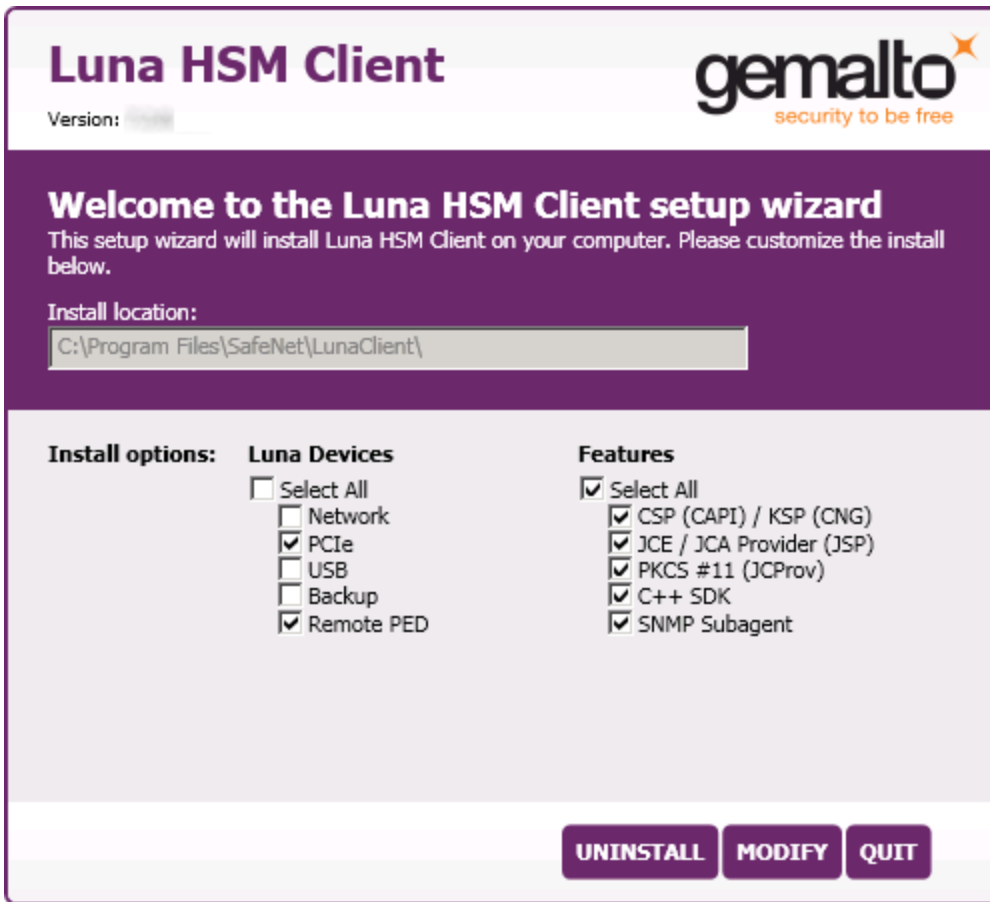 Luna HSM Client
gemalto
security to be free
Version:
Welcome to the Luna HSM Client setup wizard
This setup wizard will install Luna HSM Client on your computer. Please customize the install
below.
Install location:
C:\Program Files\SafeNet\LunaClient\
Install options:
Luna Devices
Select All
Network
PCIe
USB
Backup
Remote PED
Features
Select All
CSP (CAPI) / KSP (CNG)
JCE / JCA Provider (JSP)
PKCS #11 (JCProv)
C++ SDK
SNMP Subagent
UNINSTALL
MODIFY
QUIT